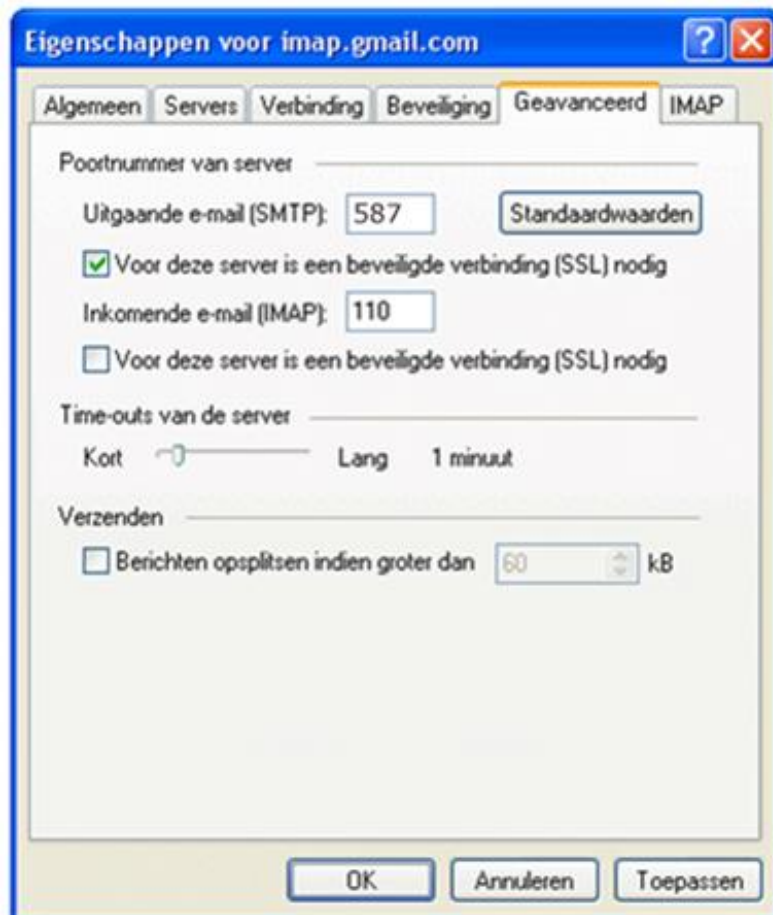 Eigenschappen voor imap.gmail.com ?
Algemeen Servers Verbinding Beveiliging Geavanceerd IMAP
Poortnummer van server
Uitgaande e-mail (SMTP): 587 Standaardwaarden
Voor deze server is een beveiligde verbinding (SSL) nodig
Inkomende e-mail (IMAP): 110
Voor deze server is een beveiligde verbinding (SSL) nodig
Time-outs van de server
Kort Lang 1 minuut
Verzenden
Berichten opsplitsen indien groter dan 60 kB
OK Annuleren Toepassen